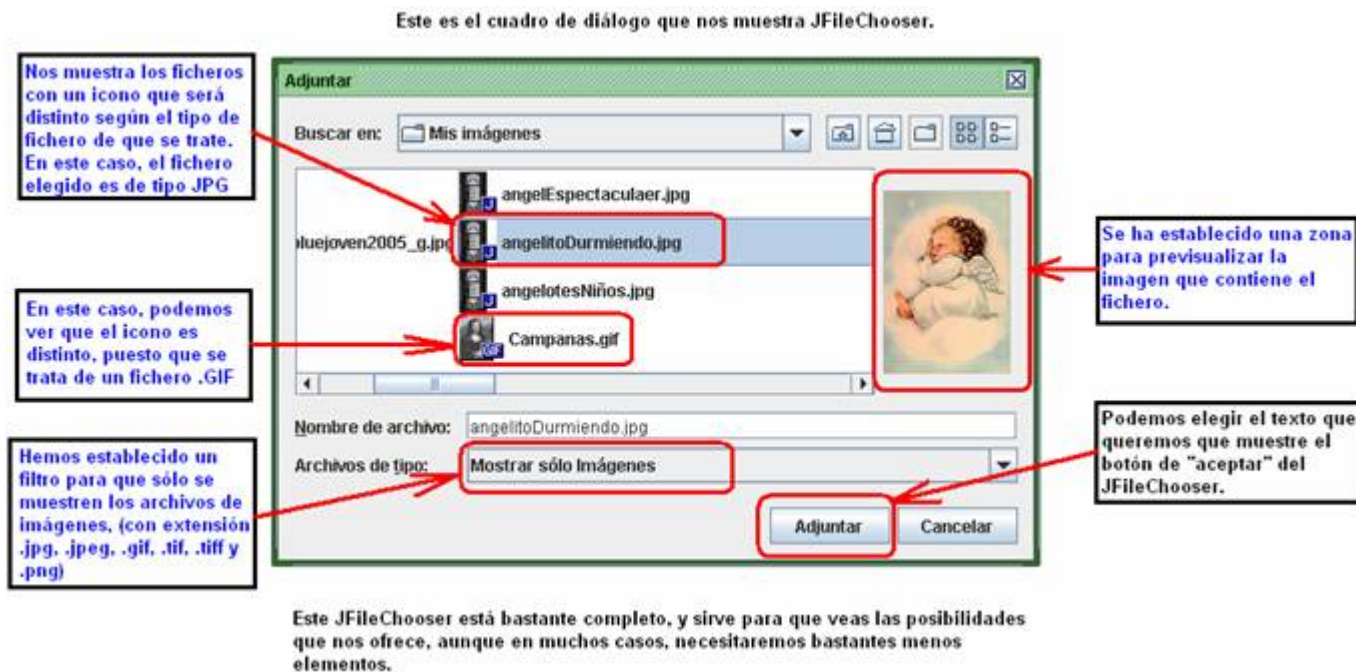 Este es el cuadro de diálogo que nos muestra JFileChooser.
Nos muestra los ficheros
con un icono que será
distinto según el tipo de
fichero de que se trate.
En este caso, el fichero
elegido es de tipo JPG
En este caso, podemos
ver que el icono es
distinto, puesto que se
trata de un fichero .GIF
Hemos establecido un
filtro para que sólo se
muestren los archivos de
imágenes, (con extensión
.jpg, .jpeg, .gif, .tif, .tiff y
.png)
Adjuntar
Buscar en: Mis imágenes
angelEspectaculaer.jpg
luejoven2005_g.jpg angelitoDurmiendo.jpg
angelotesNiños.jpg
GIF Campanas.gif
Nombre de archivo: angelitoDurmiendo.jpg
Archivos de tipo: Mostrar sólo Imágenes
Adjuntar Cancelar
Se ha establecido una zona
para previsualizar la
imagen que contiene el
fichero.
Podemos elegir el texto que
queremos que muestre el
botón de "aceptar" del
JFileChooser.
Este JFileChooser está bastante completo, y sirve para que veas las posibilidades
que nos ofrece, aunque en muchos casos, necesitaremos bastantes menos
elementos.